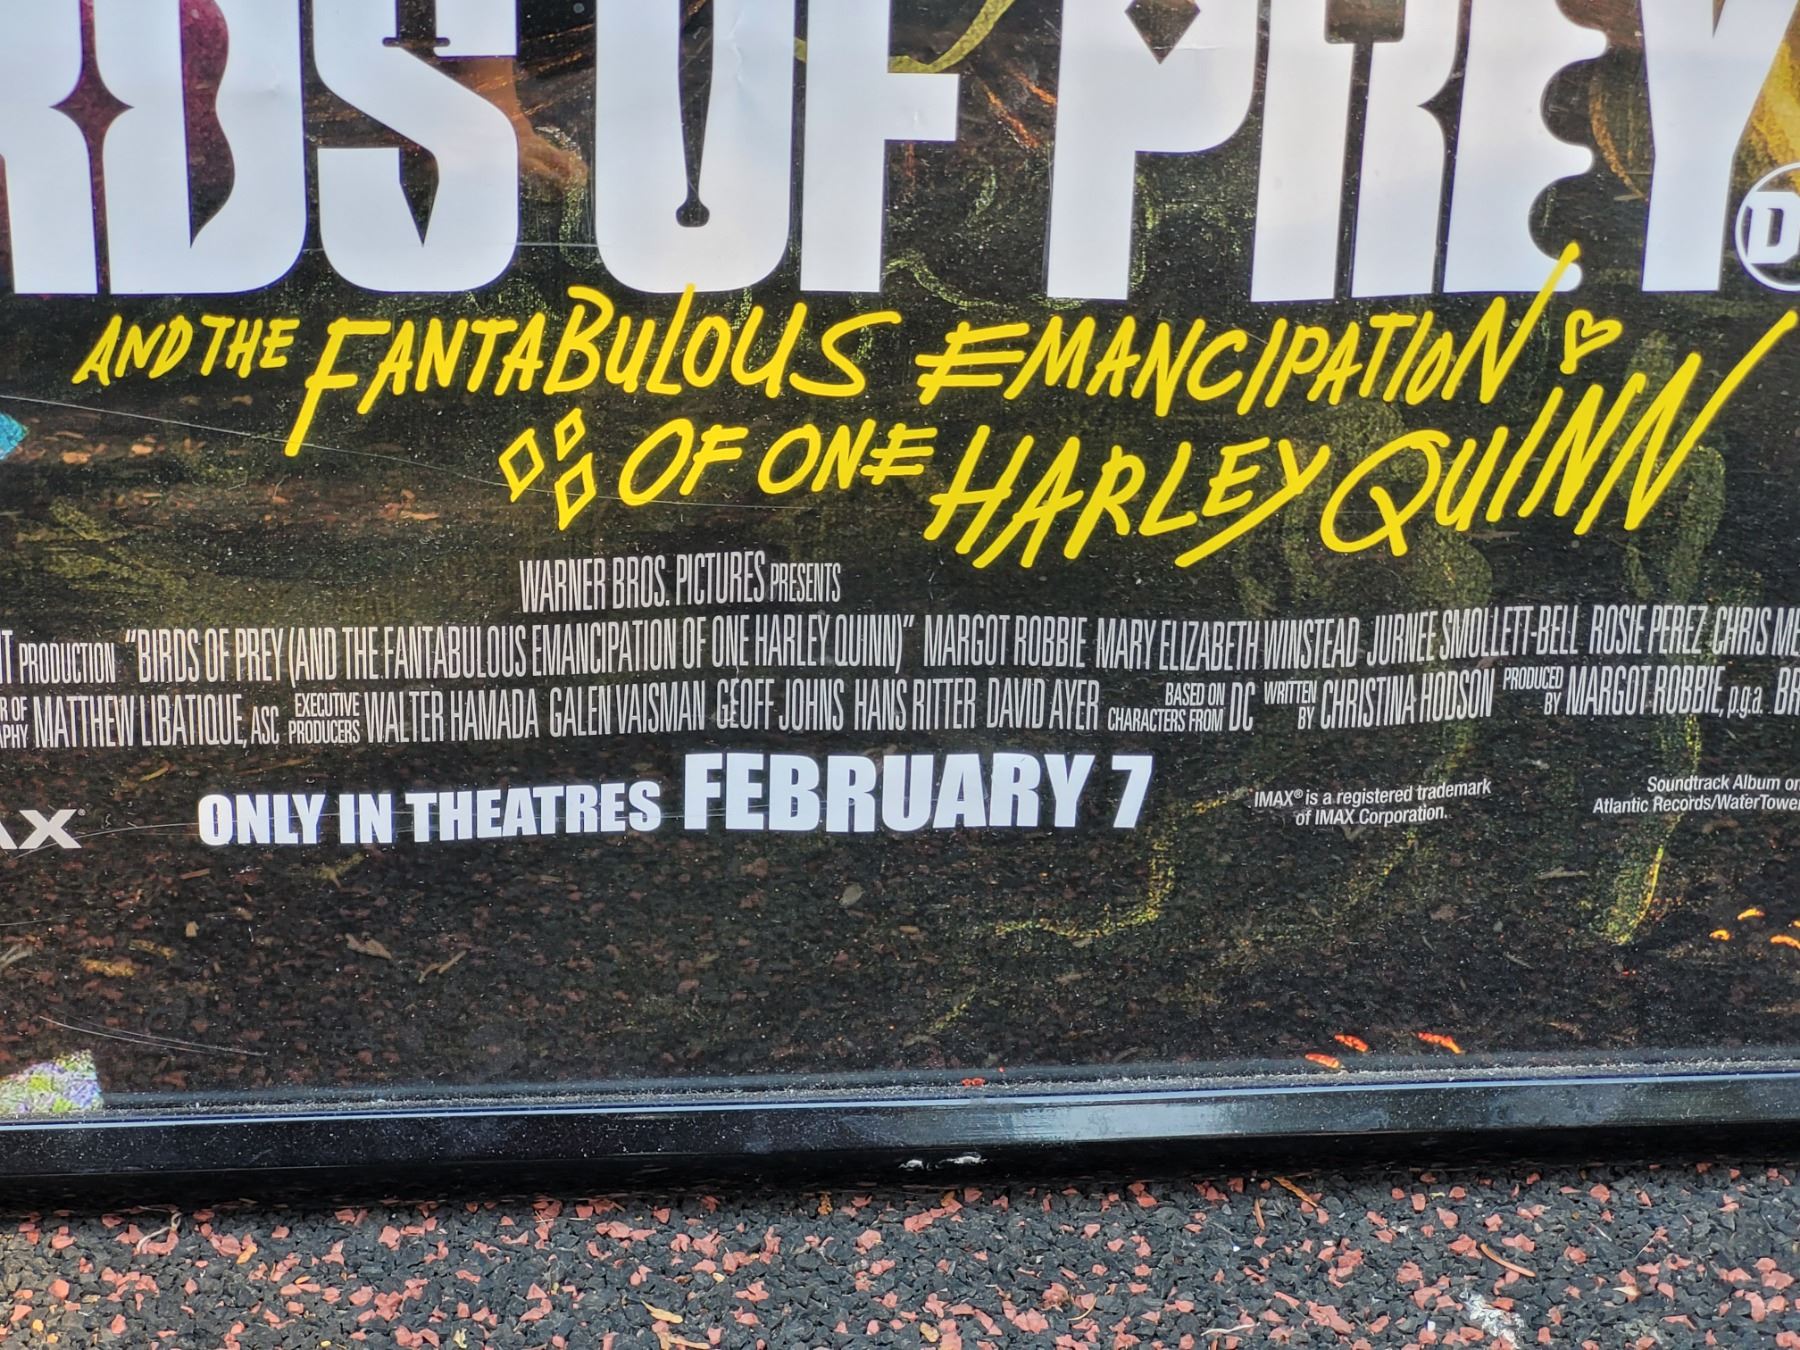 RDS OF PREY
AND THE FANTABULOUS EMANCIPATION
OF ONE HARLEY QUINN
WARNER BROS. PICTURES PRESENTS
PRODUCTION "BIRDS OF PREY (AND THE FANTABULOUS EMANCIPATION OF ONE HARLEY QUINN)" MARGOT ROBBIE MARY ELIZABETH WINSTEAD JURNEE SMOLLETT-BELL ROSIE PEREZ CHRIS
MATTHEW LIBATIQUE, ASC EXECUTIVE PRODUCERS WALTER HAMADA GALEN VAISMAN GEOFF JOHNS HANS RITTER DAVID AYER BASED ON CHARACTERS FROM DC WRITTEN BY CHRISTINA HODSON PRODUCED BY MARGOT ROBBIE, p.g.a.
ONLY IN THEATRES FEBRUARY 7
IMAX® is a registered trademark
of IMAX Corporation.
Soundtrack Album on
Atlantic Records/WaterTower